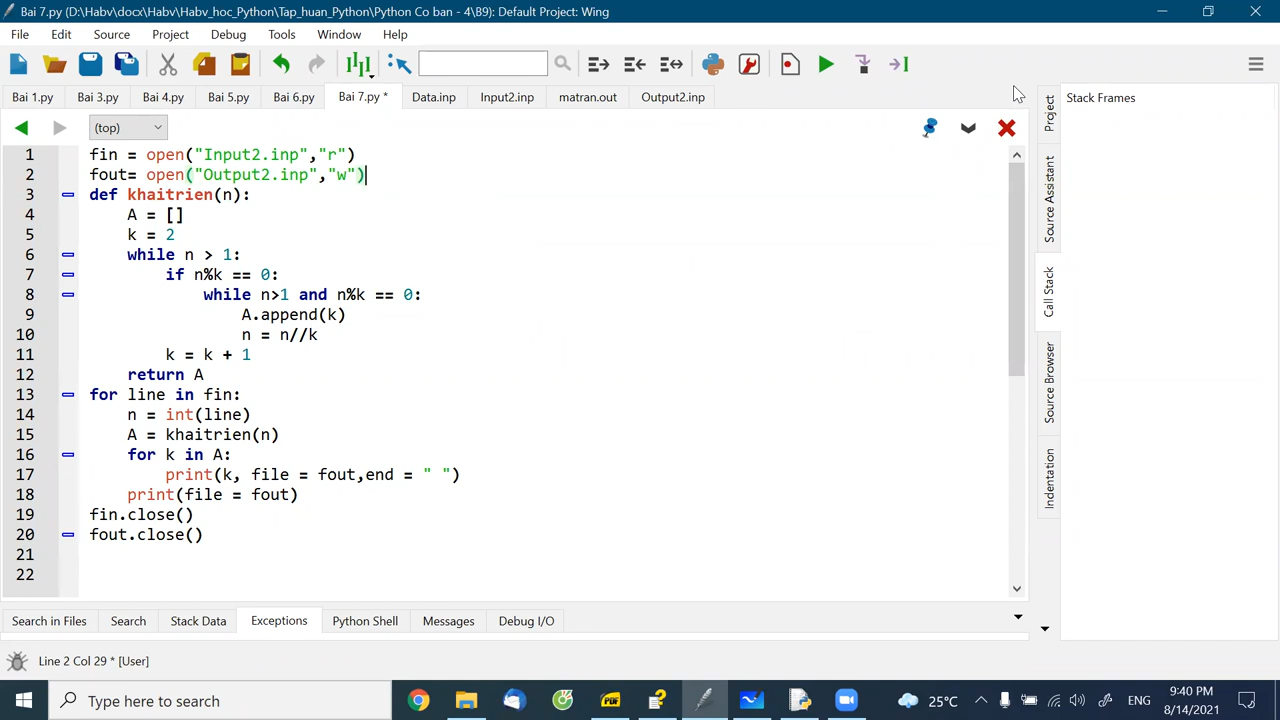 Bai 7.py (D:\Habv\docx\Habv\Habv_hoc_Python\Tap_huan_Python\Python Co ban - 4\B9): Default Project: Wing
File Edit Source Project Debug Tools Window Help
Bai 1.py Bai 3.py Bai 4.py Bai 5.py Bai 6.py Bai 7.py * Data.inp Input2.inp matran.out Output2.inp
(top)
1 fin = open("Input2.inp","r")
2 fout= open("Output2.inp","w")
3 def khaitrien(n):
4 A = []
5 k = 2
6 while n > 1:
7 if n%k == 0:
8 while n>1 and n%k == 0:
9 A.append(k)
10 n = n//k
11 k = k + 1
12 return A
13 for line in fin:
14 n = int(line)
15 A = khaitrien(n)
16 for k in A:
17 print(k, file = fout,end = " ")
18 print(file = fout)
19 fin.close()
20 fout.close()
21
22
Project
Source Assistant
Call Stack
Source Browser
Indentation
Stack Frames
Search in Files Search Stack Data Exceptions Python Shell Messages Debug I/O
Line 2 Col 29 * [User]
Type here to search
PDF
25°C ENG
9:40 PM
8/14/2021